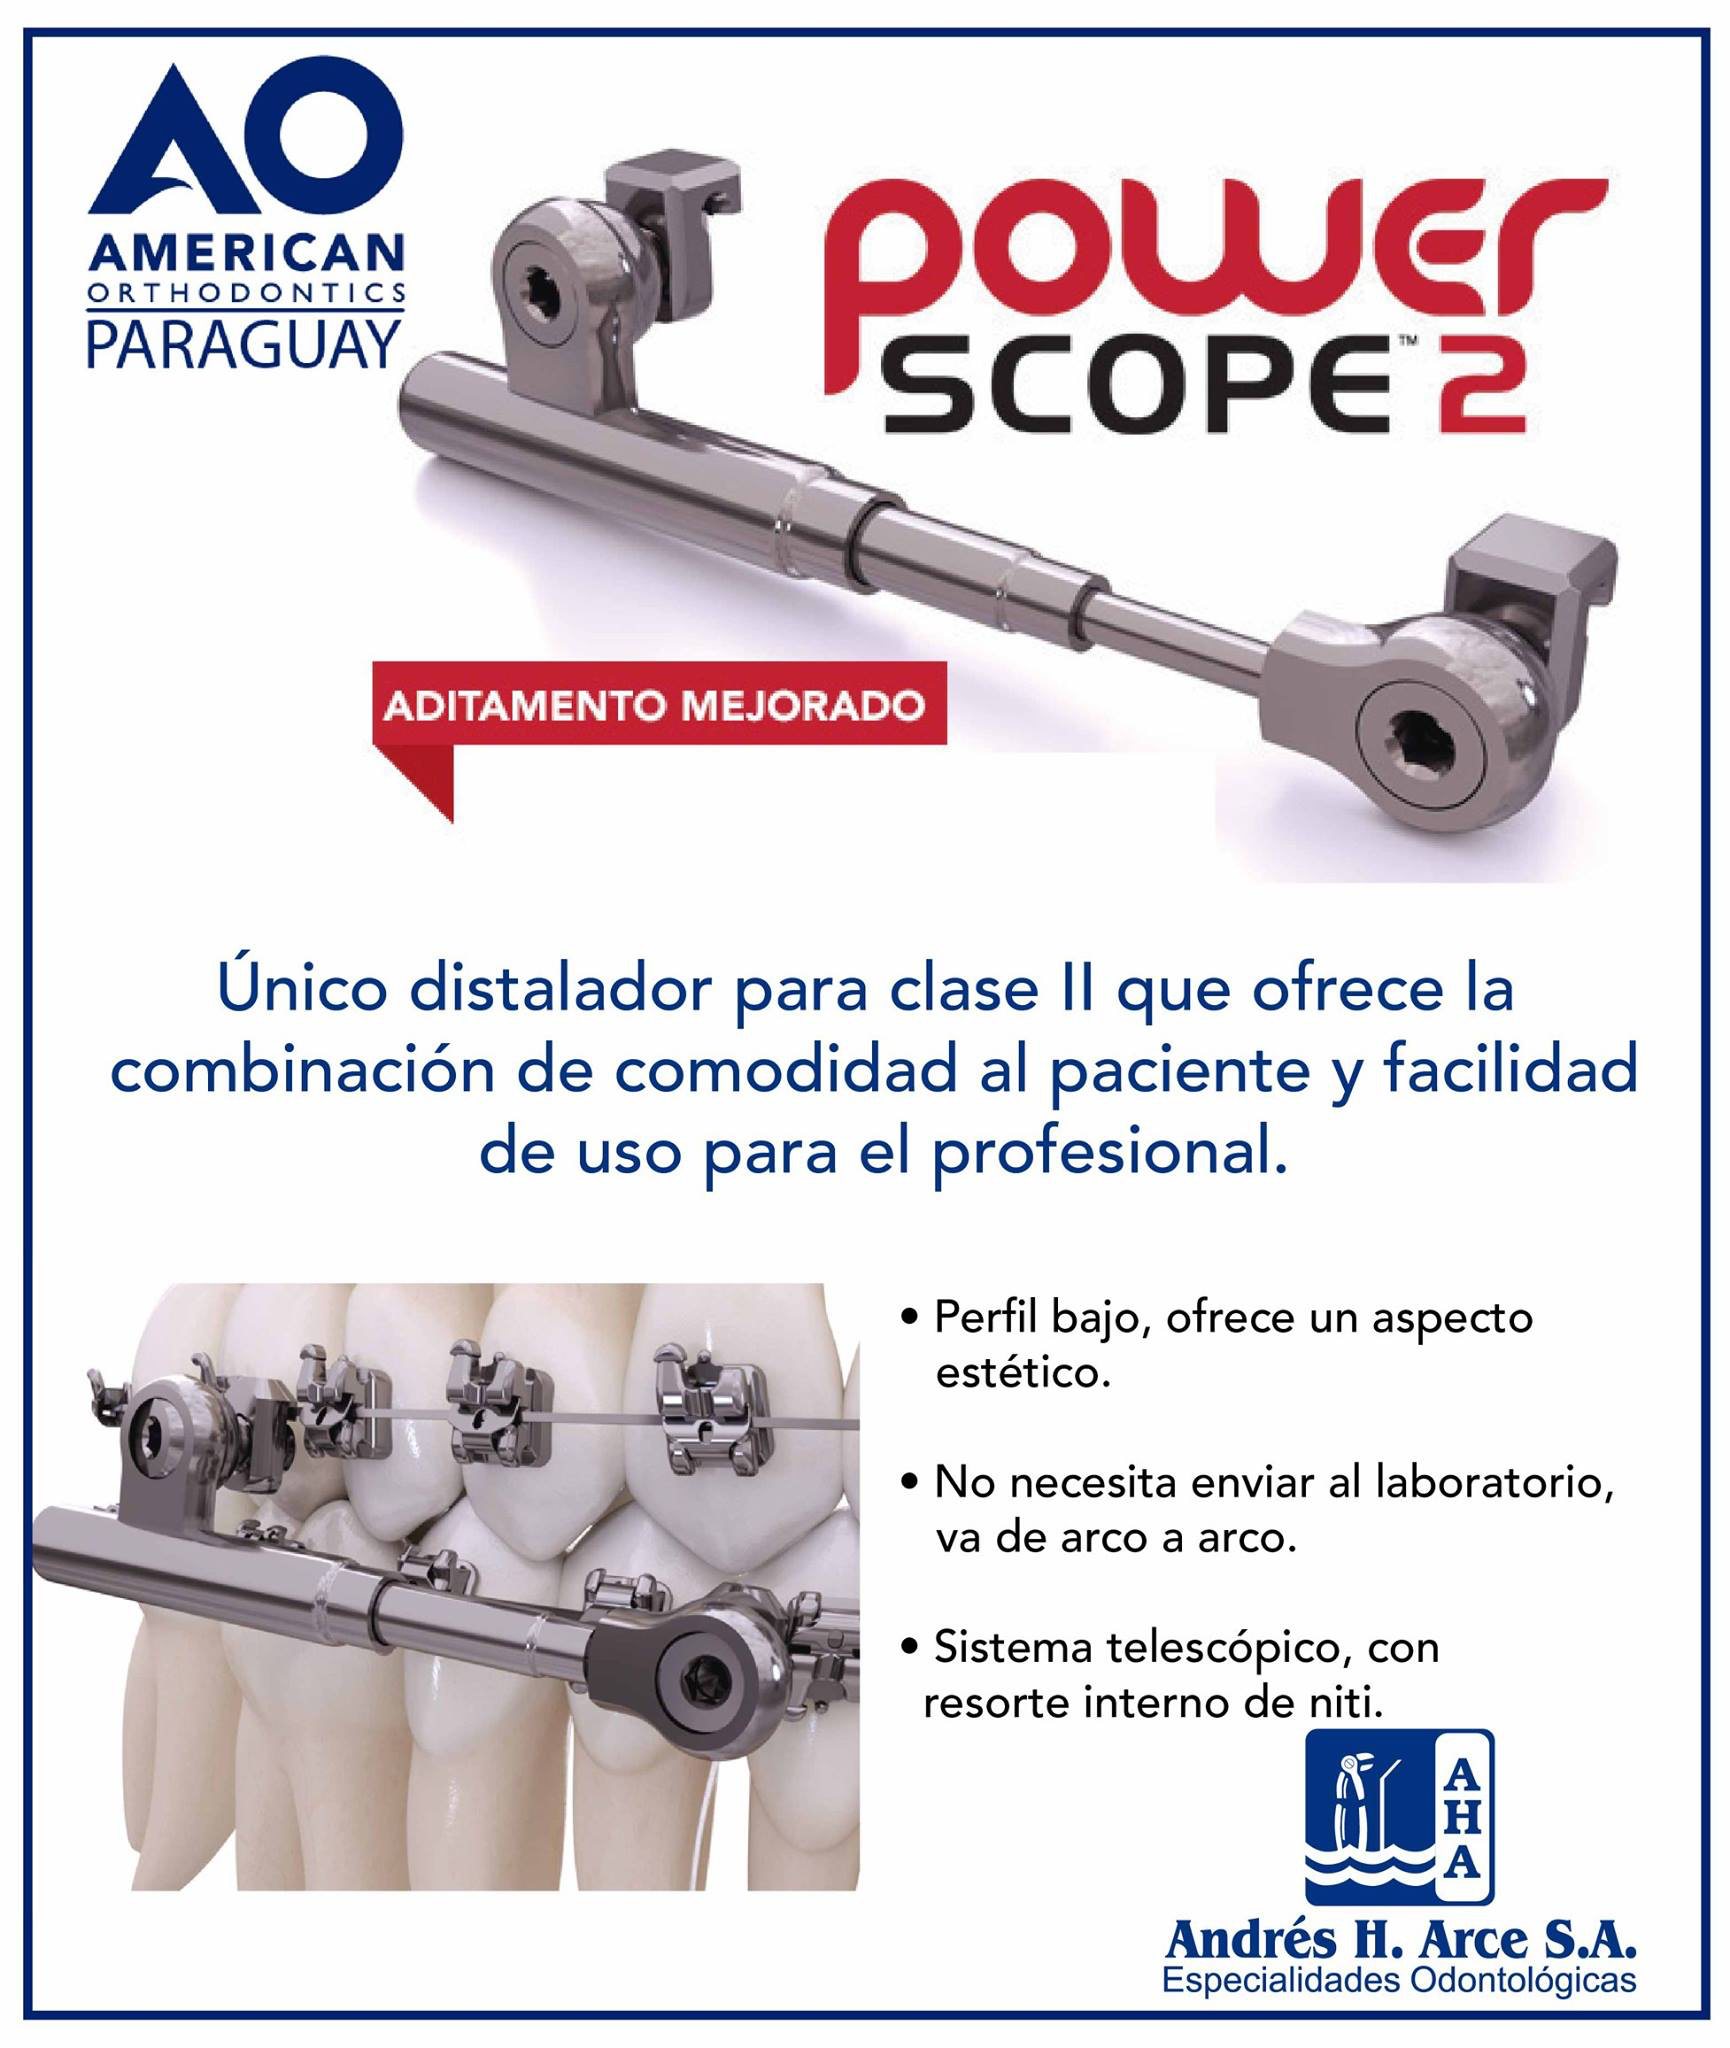 AO
AMERICAN
ORTHODONTICS
PARAGUAY
power
SCOPE™ 2
ADITAMENTO MEJORADO
Único distalador para clase II que ofrece la
combinación de comodidad al paciente y facilidad
de uso para el profesional.
• Perfil bajo, ofrece un aspecto
estético.
• No necesita enviar al laboratorio,
va de arco a arco.
• Sistema telescópico, con
resorte interno de niti.
A
H
A
Andrés H. Arce S.A.
Especialidades Odontológicas